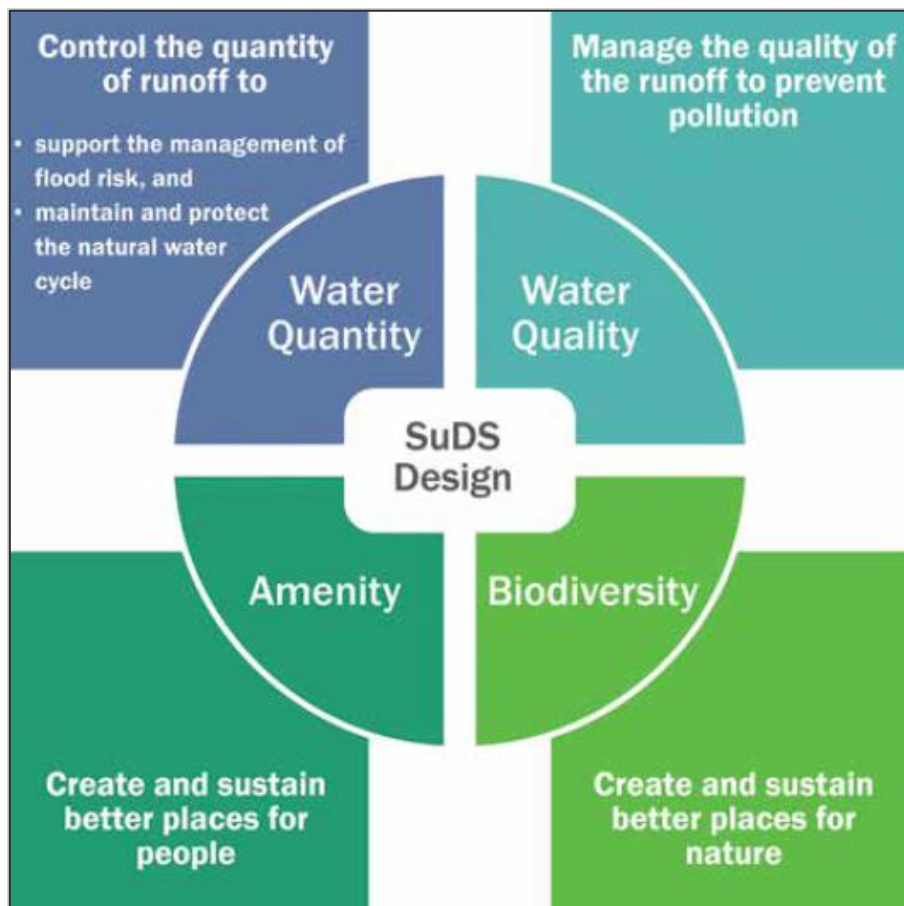 Control the quantity
of runoff to
• support the management of
flood risk, and
• maintain and protect
the natural water
cycle
Manage the quality of
the runoff to prevent
pollution
Water
Quantity
Water
Quality
SuDS
Design
Amenity
Biodiversity
Create and sustain
better places for
people
Create and sustain
better places for
nature